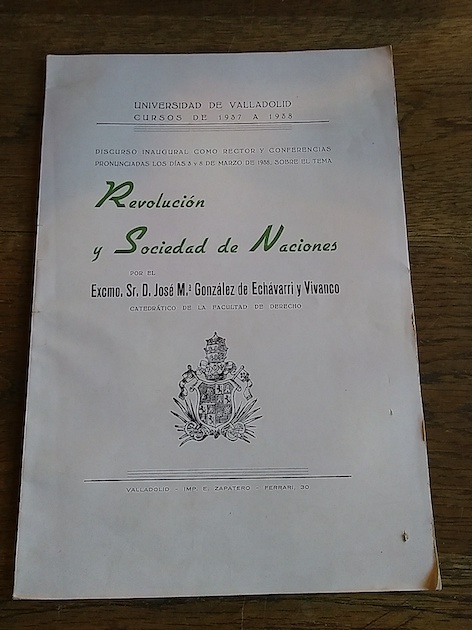 UNIVERSIDAD DE VALLADOLID
CURSOS DE 1937 A 1938
DISCURSO INAUGURAL COMO RECTOR Y CONFERENCIAS
PRONUNCIADAS LOS DÍAS 5 Y 8 DE MARZO DE 1938, SOBRE EL TEMA
Revolución
y Sociedad de Naciones
POR EL
Excmo. Sr. D. José M.ª González de Echávarri y Vivanco
CATEDRÁTICO DE LA FACULTAD DE DERECHO
VALLADOLID - IMP. E. ZAPATERO - FERRARI, 30